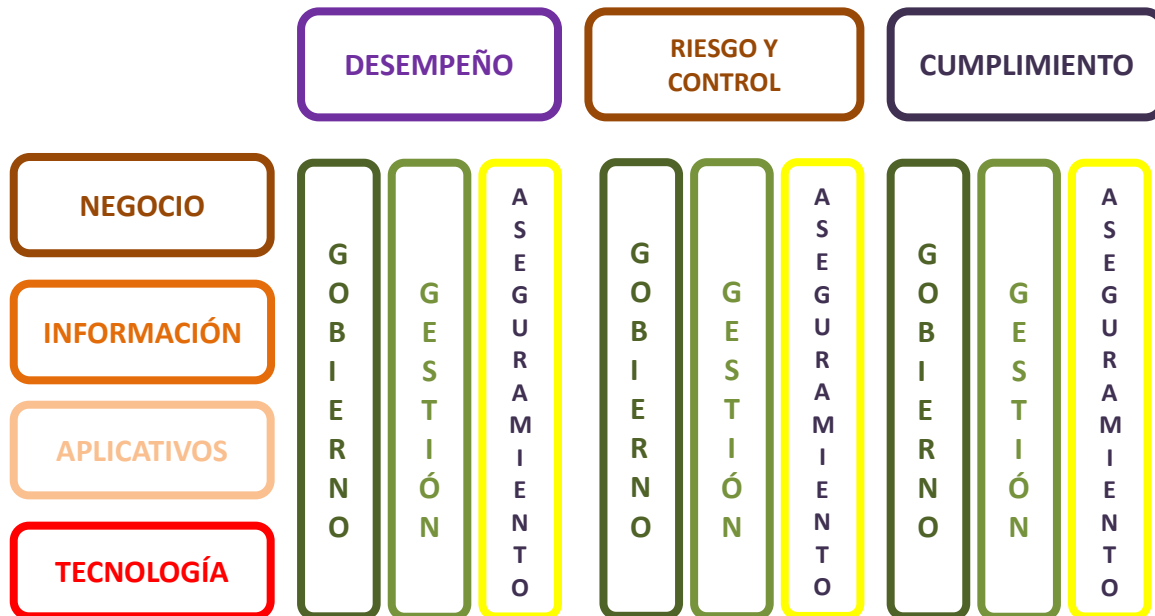 DESEMPEÑO
RIESGO Y
CONTROL
CUMPLIMIENTO
NEGOCIO
INFORMACIÓN
APLICATIVOS
TECNOLOGÍA
GOBIERNO
GESTIÓN
ASEGURAMIENTO
GOBIERNO
GESTIÓN
ASEGURAMIENTO
GOBIERNO
GESTIÓN
ASEGURAMIENTO